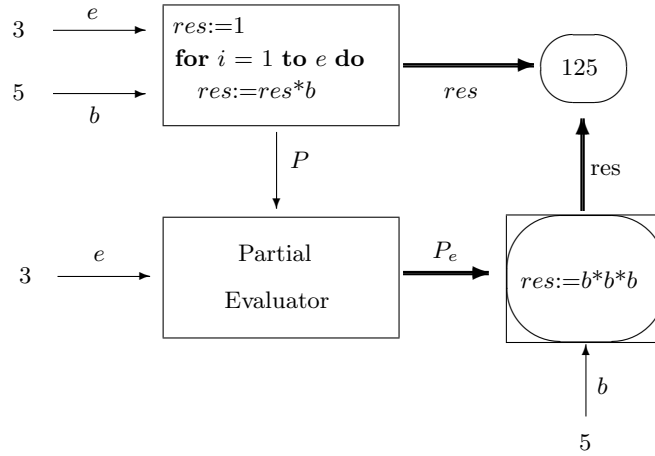 3
e
res:=1
for i = 1 to e do
res:=res*b
5
b
res
125
P
res
3
e
Partial
Evaluator
P_e
res:=b*b*b
b
5